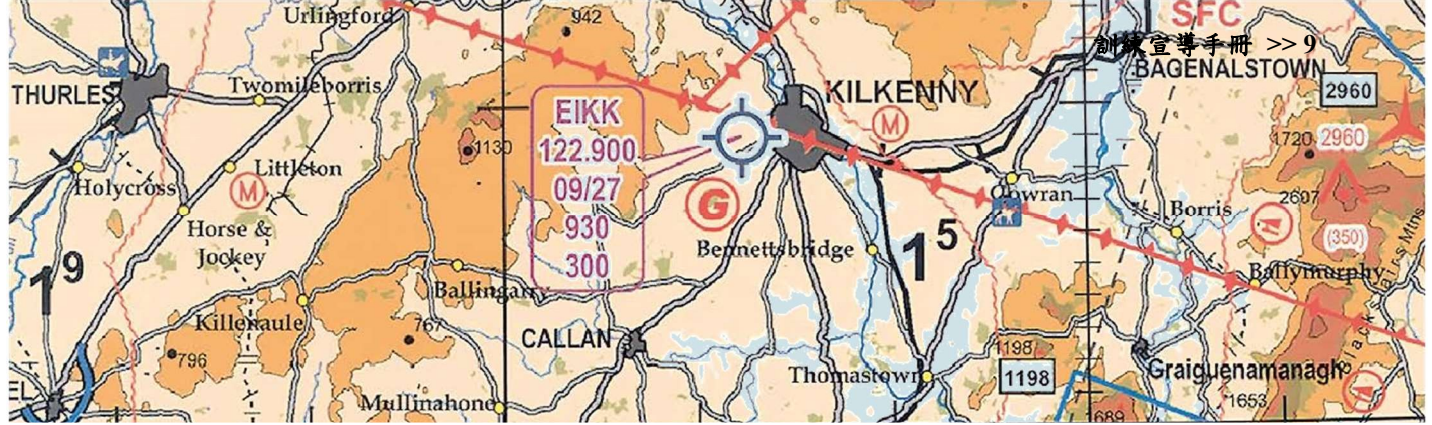 Urlingford
942
SFC
訓練宣導手冊 >> 9
BAGENALSTOWN
THURLES
Twomileborris
EIKK
122.900
09/27
930
300
KILKENNY
M
2960
1130
1720
2960
Littleton
Holycross
M
G
Gowran
2697
Borris
(350)
Horse &
Jockey
Bennettsbridge
1⁵
1⁹
Ballingarry
Ballymurphy
Killenaule
767
CALLAN
796
1198
1198
Thomastown
Graiguenamanagh
Mullinahone
1653
1689
EL